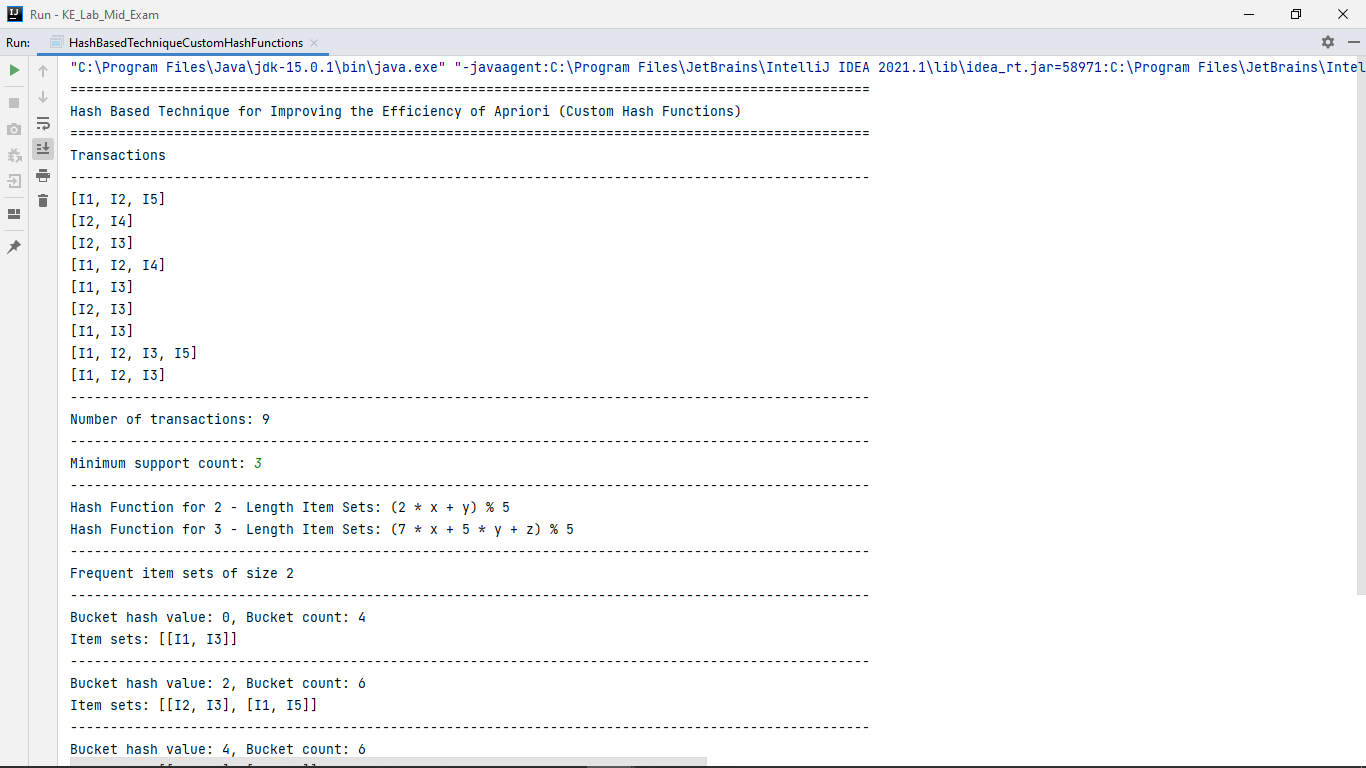 Run - KE_Lab_Mid_Exam
Run: HashBasedTechniqueCustomHashFunctions
"C:\Program Files\Java\jdk-15.0.1\bin\java.exe" "-javaagent:C:\Program Files\JetBrains\IntelliJ IDEA 2021.1\lib\idea_rt.jar=58971:C:\Program Files\JetBrains\Intel
====================================================================================================
Hash Based Technique for Improving the Efficiency of Apriori (Custom Hash Functions)
====================================================================================================
Transactions
----------------------------------------------------------------------------------------------------
[I1, I2, I5]
[I2, I4]
[I2, I3]
[I1, I2, I4]
[I1, I3]
[I2, I3]
[I1, I3]
[I1, I2, I3, I5]
[I1, I2, I3]
----------------------------------------------------------------------------------------------------
Number of transactions: 9
----------------------------------------------------------------------------------------------------
Minimum support count: 3
----------------------------------------------------------------------------------------------------
Hash Function for 2 - Length Item Sets: (2 * x + y) % 5
Hash Function for 3 - Length Item Sets: (7 * x + 5 * y + z) % 5
----------------------------------------------------------------------------------------------------
Frequent item sets of size 2
----------------------------------------------------------------------------------------------------
Bucket hash value: 0, Bucket count: 4
Item sets: [[I1, I3]]
----------------------------------------------------------------------------------------------------
Bucket hash value: 2, Bucket count: 6
Item sets: [[I2, I3], [I1, I5]]
----------------------------------------------------------------------------------------------------
Bucket hash value: 4, Bucket count: 6